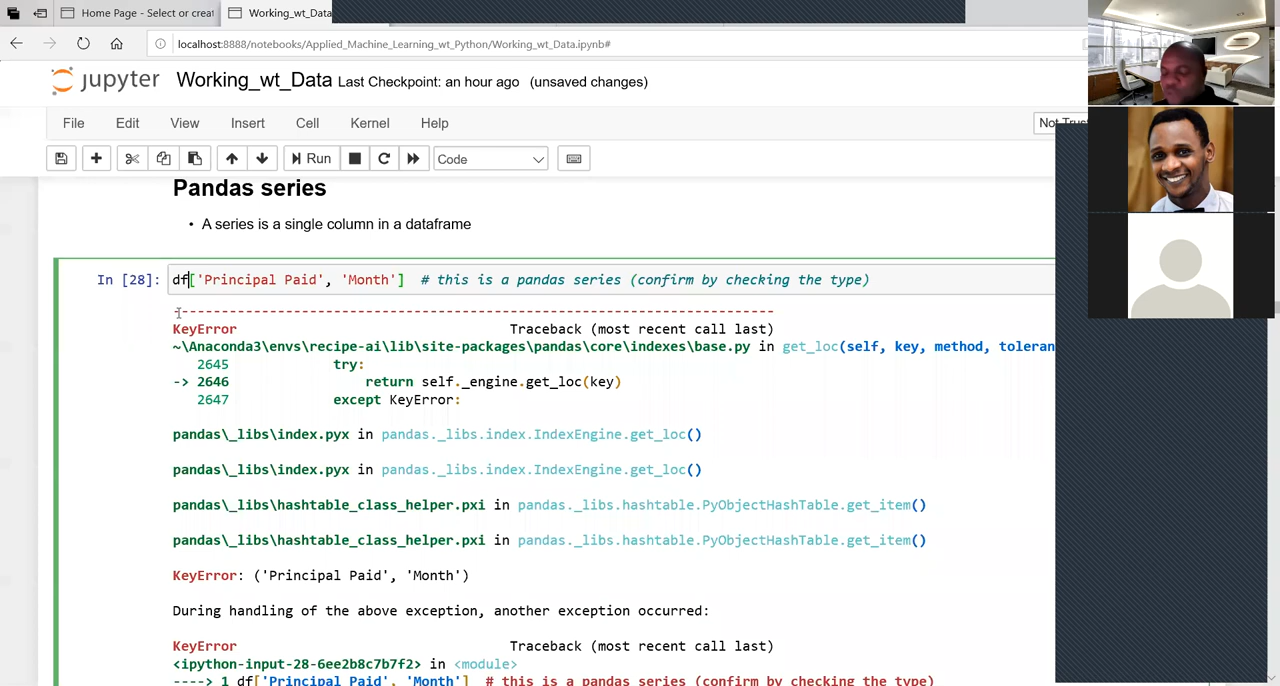 Home Page - Select or creat
Working_wt_Data
localhost:8888/notebooks/Applied_Machine_Learning_wt_Python/Working_wt_Data.ipynb#
jupyter Working_wt_Data Last Checkpoint: an hour ago (unsaved changes)
File Edit View Insert Cell Kernel Help
Not Trust
Run Code
Pandas series
• A series is a single column in a dataframe
In [28]: df['Principal Paid', 'Month']  # this is a pandas series (confirm by checking the type)
---------------------------------------------------------------------------
KeyError Traceback (most recent call last)
~\Anaconda3\envs\recipe-ai\lib\site-packages\pandas\core\indexes\base.py in get_loc(self, key, method, toleran
2645 try:
-> 2646 return self._engine.get_loc(key)
2647 except KeyError:
pandas\_libs\index.pyx in pandas._libs.index.IndexEngine.get_loc()
pandas\_libs\index.pyx in pandas._libs.index.IndexEngine.get_loc()
pandas\_libs\hashtable_class_helper.pxi in pandas._libs.hashtable.PyObjectHashTable.get_item()
pandas\_libs\hashtable_class_helper.pxi in pandas._libs.hashtable.PyObjectHashTable.get_item()
KeyError: ('Principal Paid', 'Month')
During handling of the above exception, another exception occurred:
KeyError Traceback (most recent call last)
<ipython-input-28-6ee2b8c7b7f2> in <module>
----> 1 df['Principal Paid', 'Month']  # this is a pandas series (confirm by checking the type)